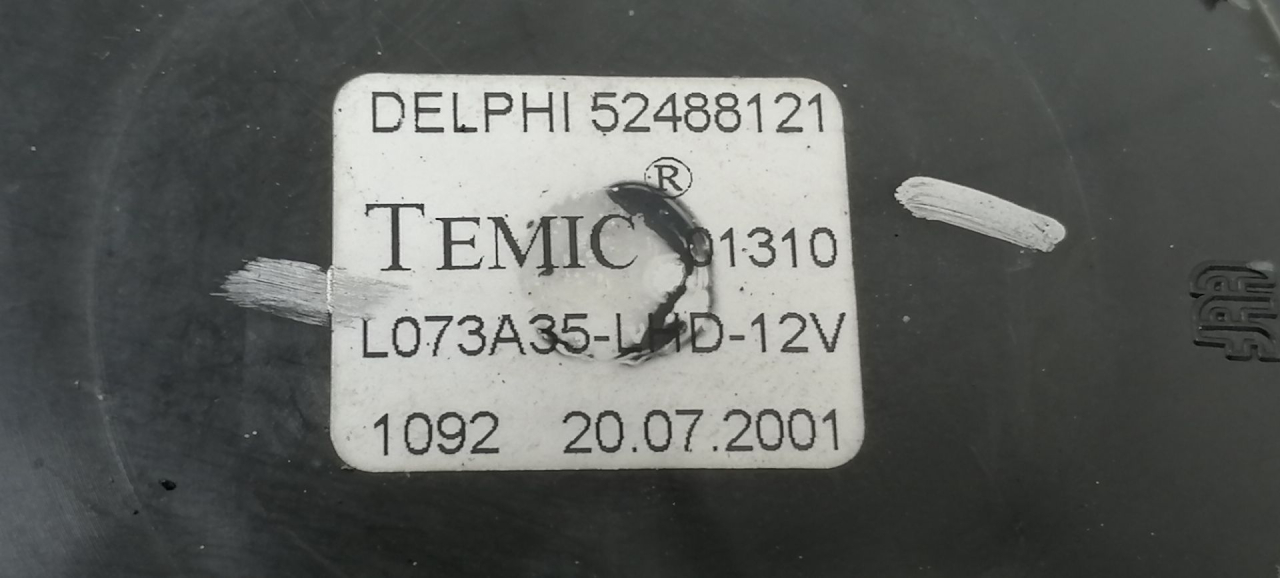 DELPHI 52488121
TEMIC® 01310
L073A35-LHD-12V
1092 20.07.2001